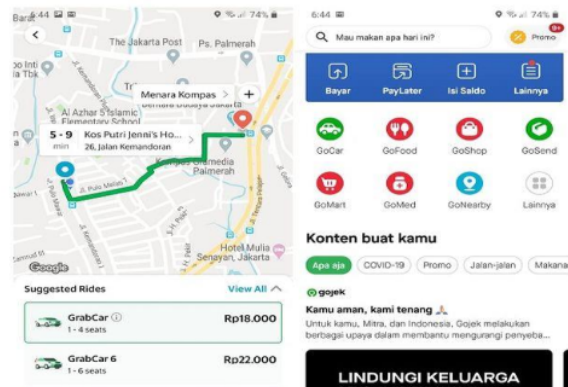 6:44
74%
The Jakarta Post
Ps. Palmerah
Menara Kompas
Al Azhar 5 Islamic
Elementary School
5 - 9
min
Kos Putri Jenni's Ho...
26, Jalan Kemandoran
Palmerah
Jl. Pulo Melas 1
Hotel Mulia
Senayan, Jakarta
Google
Suggested Rides
View All
GrabCar
1 - 4 seats
Rp18.000
GrabCar 6
1 - 6 seats
Rp22.000
6:44
74%
Mau makan apa hari ini?
9+
Promo
Bayar
PayLater
Isi Saldo
Lainnya
GoCar
GoFood
GoShop
GoSend
GoMart
GoMed
GoNearby
Lainnya
Konten buat kamu
Apa aja
COVID-19
Promo
Jalan-jalan
Makana
gojek
Kamu aman, kami tenang
Untuk kamu, Mitra, dan Indonesia, Gojek melakukan
berbagai upaya dalam membantu mengurangi penyeba...
LINDUNGI KELUARGA